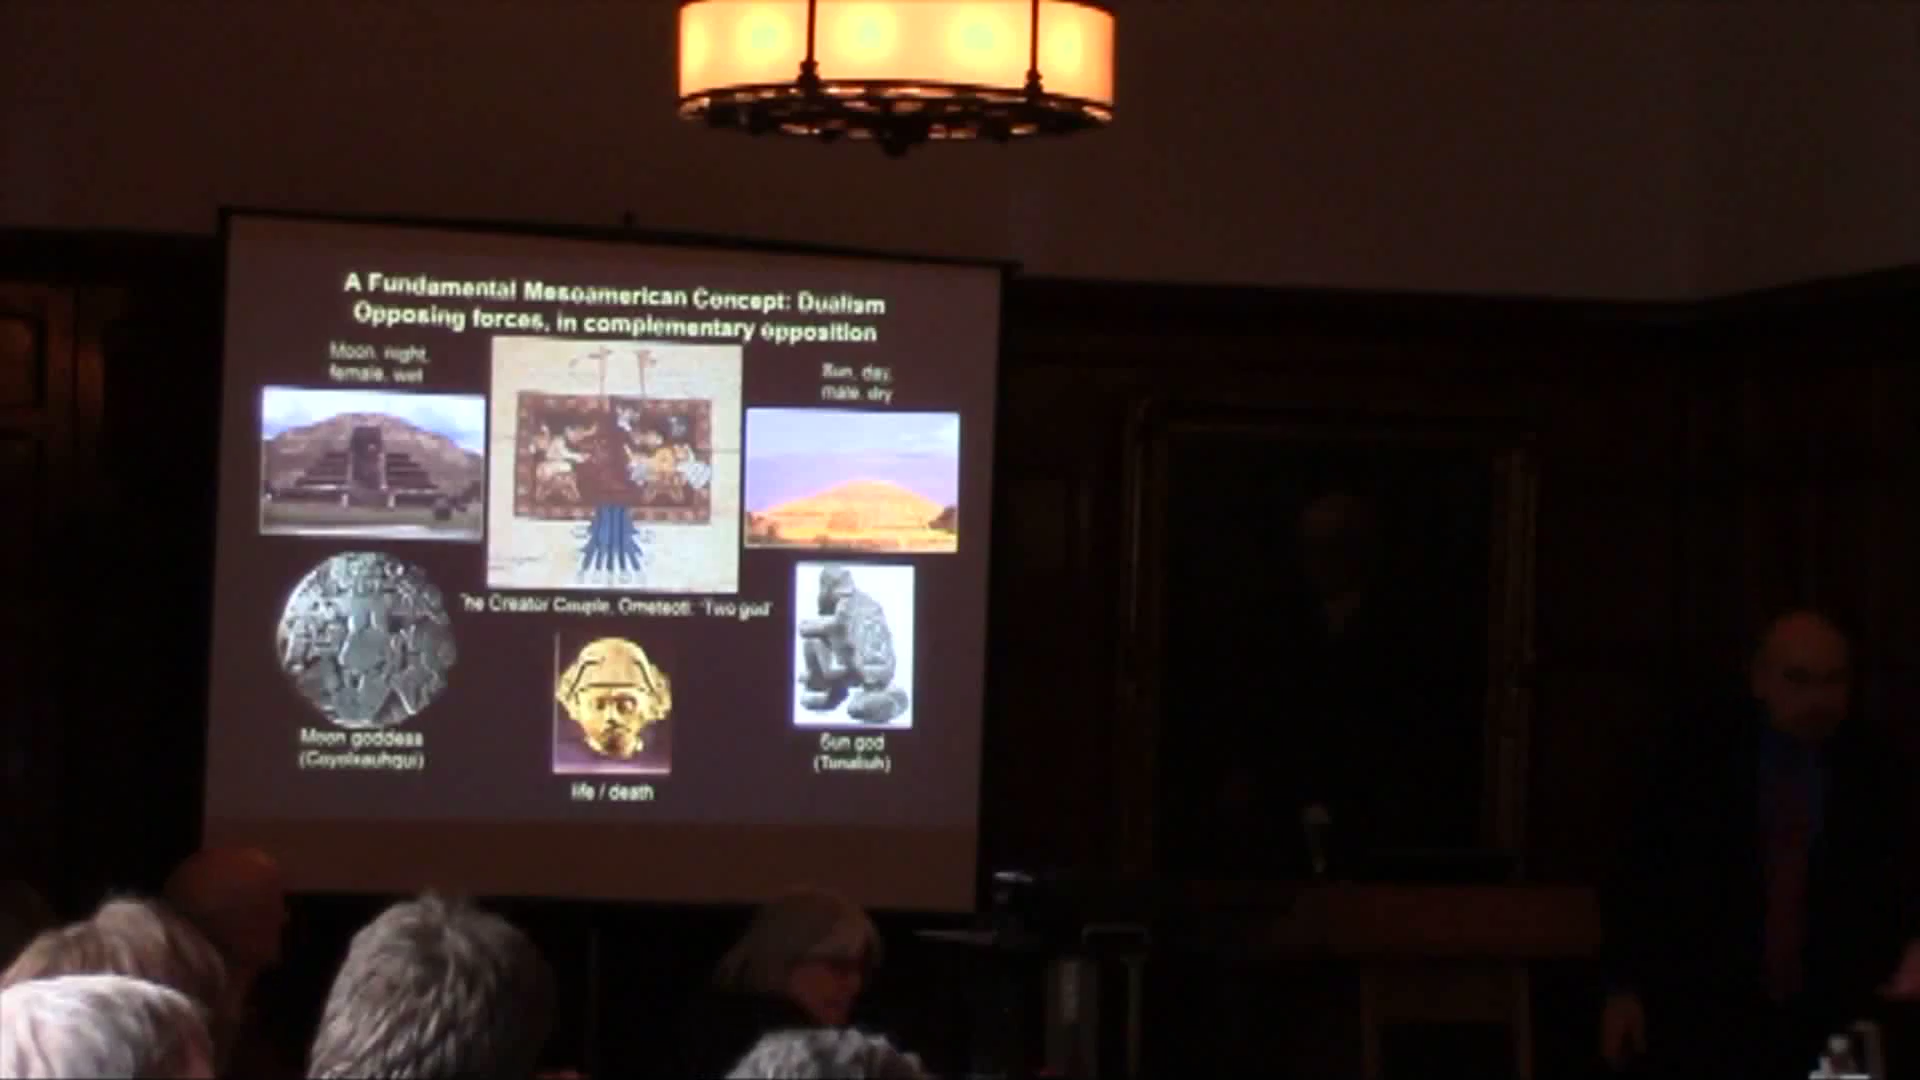 A Fundamental Mesoamerican Concept: Dualism
Opposing forces, in complementary opposition
Moon, night,
female, wet
Sun, day,
male, dry
The Creator Couple, Ometeotl: 'Two god'
Moon goddess
(Coyolxauhqui)
life / death
Sun god
(Tonatiuh)